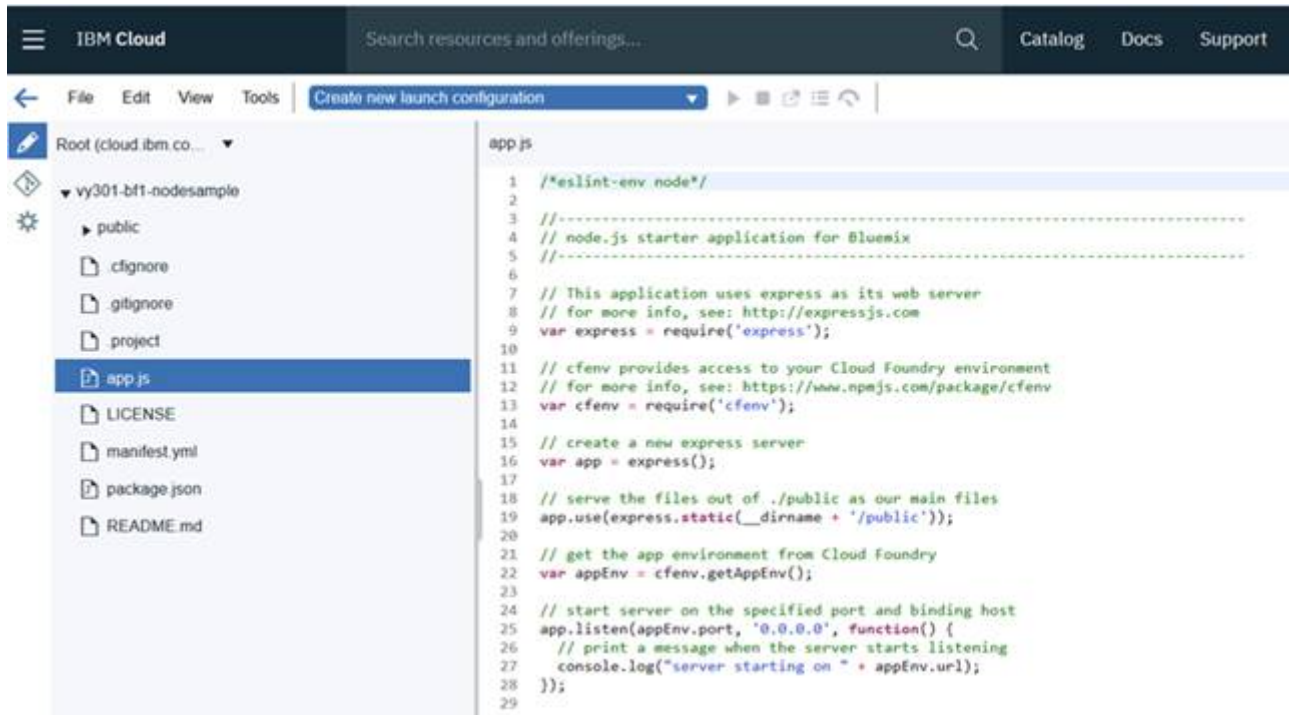 IBM Cloud
Search resources and offerings...
Catalog
Docs
Support
File
Edit
View
Tools
Create new launch configuration
Root (cloud.ibm.co...
vy301-bf1-nodesample
public
.cfignore
.gitignore
.project
app.js
LICENSE
manifest.yml
package.json
README.md
app.js
1 /*eslint-env node*/
2
3 //------------------------------------------------------------------------------
4 // node.js starter application for Bluemix
5 //------------------------------------------------------------------------------
6
7 // This application uses express as its web server
8 // for more info, see: http://expressjs.com
9 var express = require('express');
10
11 // cfenv provides access to your Cloud Foundry environment
12 // for more info, see: https://www.npmjs.com/package/cfenv
13 var cfenv = require('cfenv');
14
15 // create a new express server
16 var app = express();
17
18 // serve the files out of ./public as our main files
19 app.use(express.static(__dirname + '/public'));
20
21 // get the app environment from Cloud Foundry
22 var appEnv = cfenv.getAppEnv();
23
24 // start server on the specified port and binding host
25 app.listen(appEnv.port, '0.0.0.0', function() {
26   // print a message when the server starts listening
27   console.log("server starting on " + appEnv.url);
28 });
29